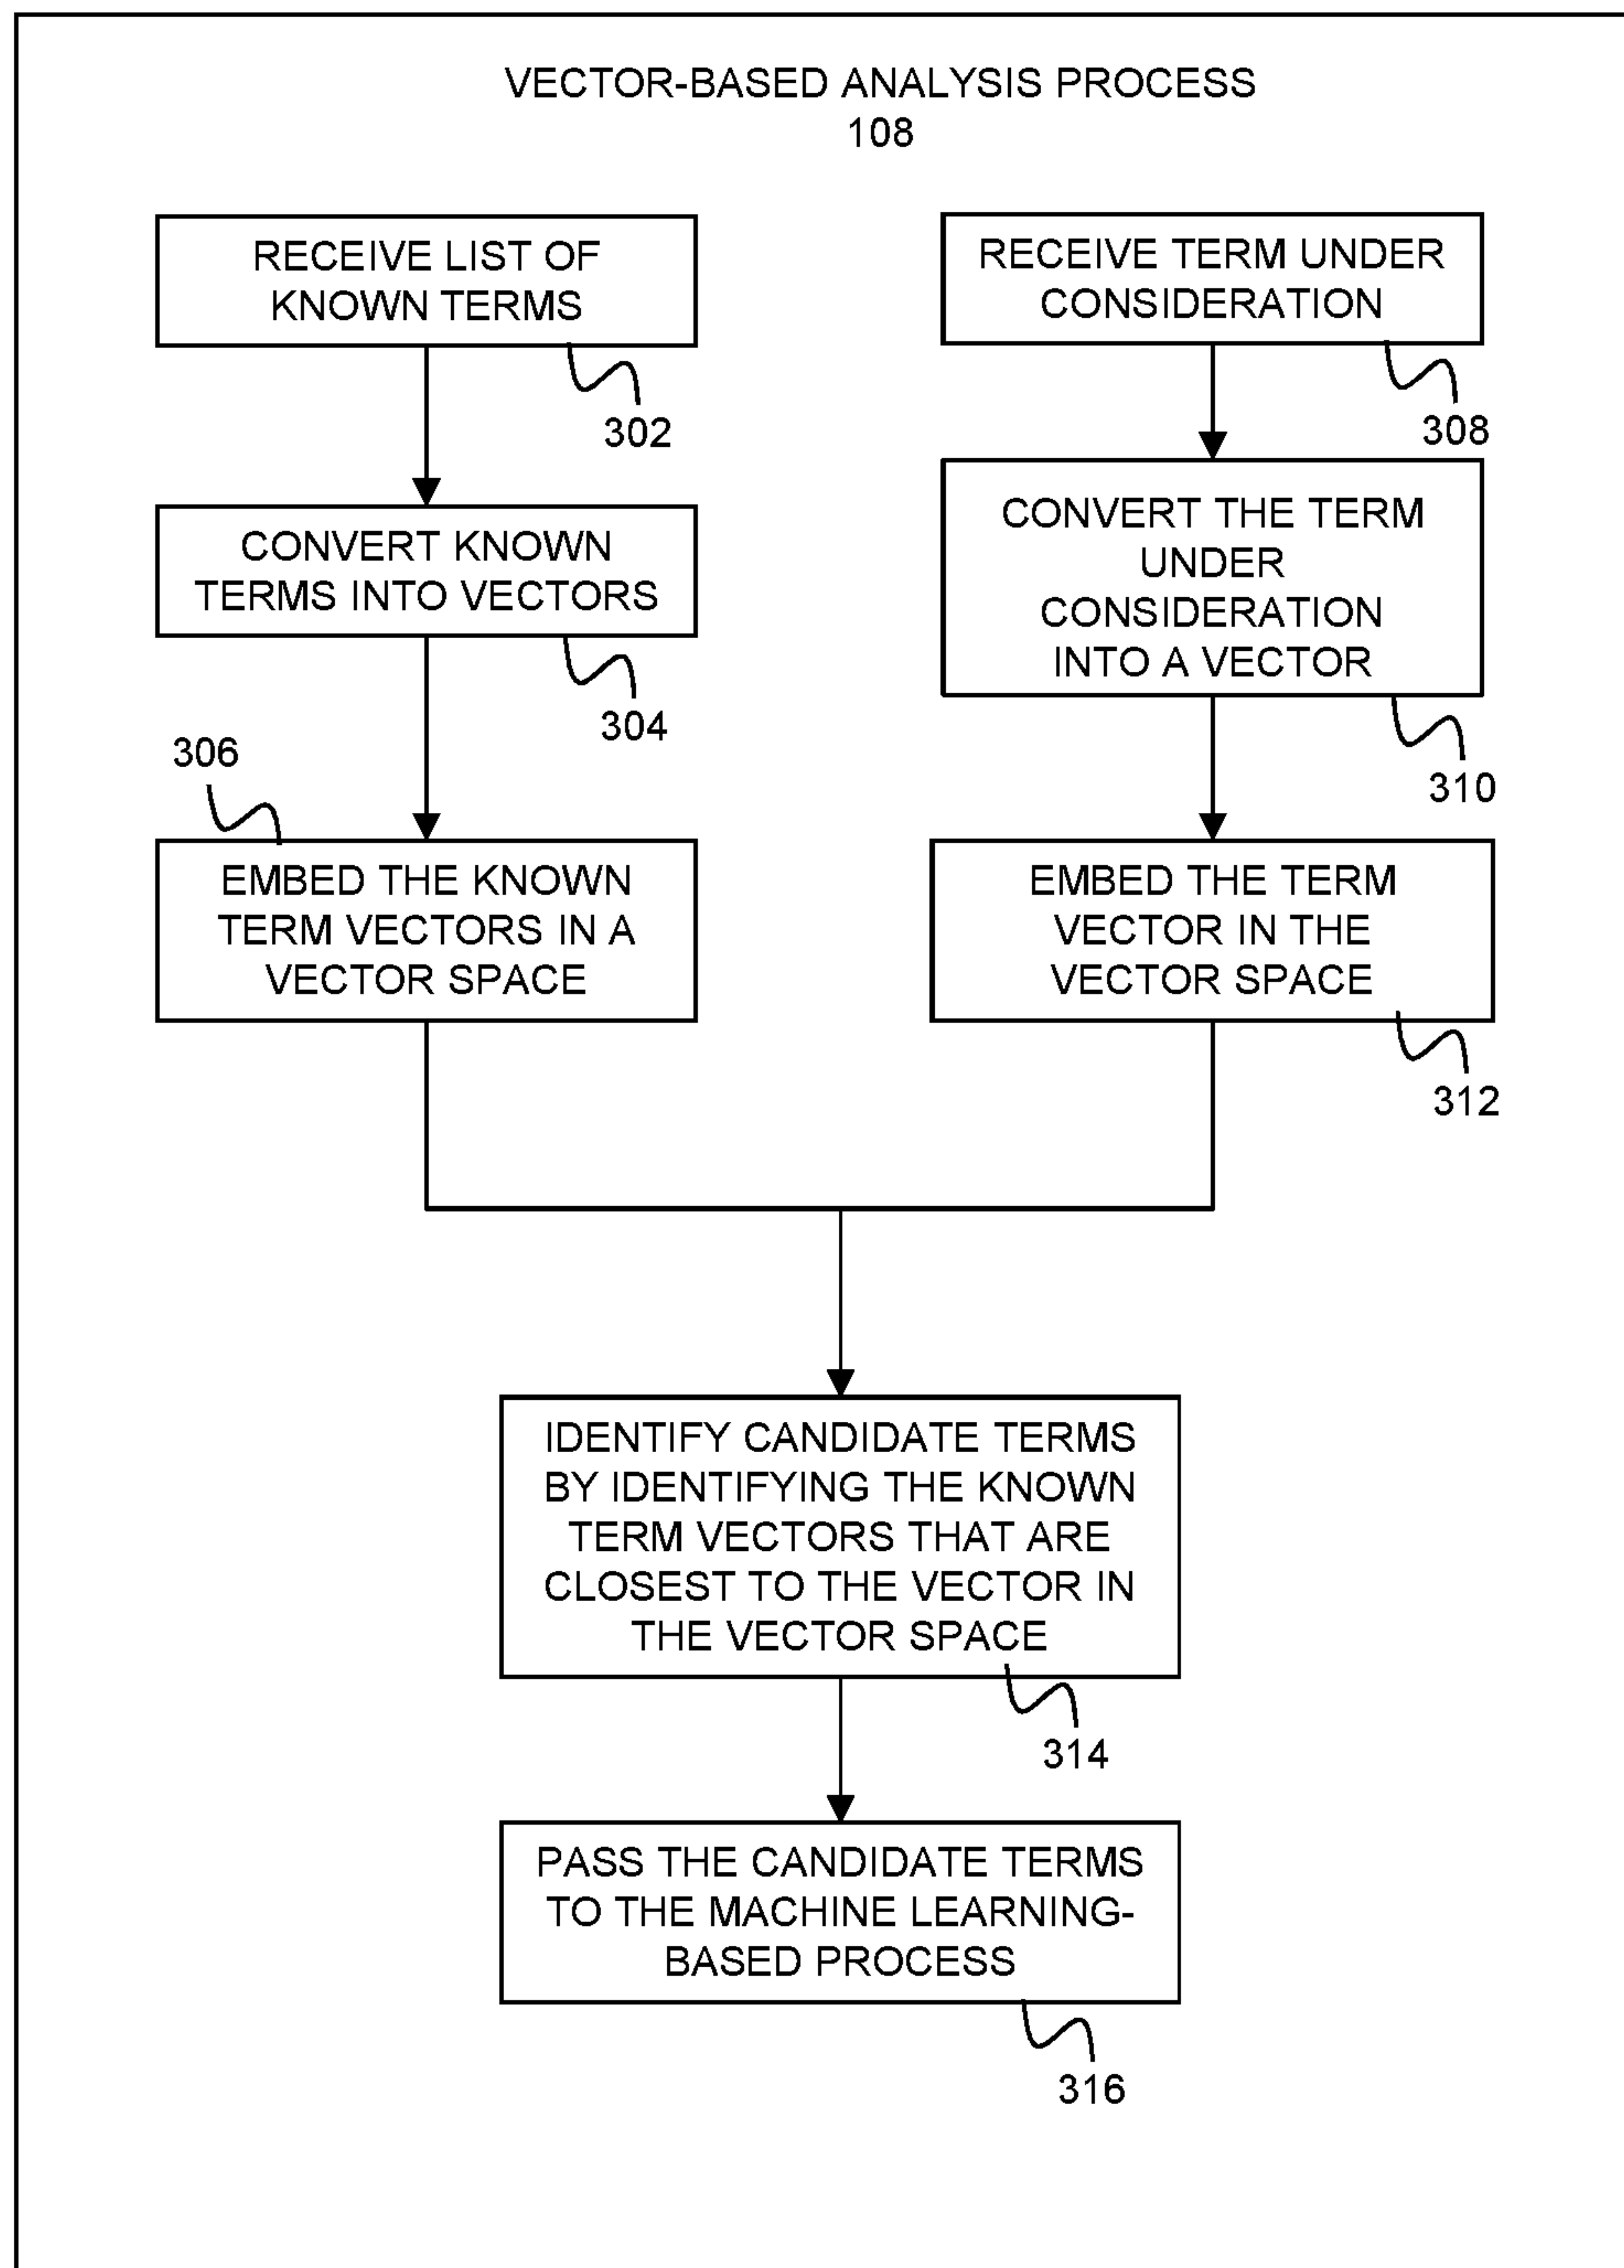 VECTOR-BASED ANALYSIS PROCESS
108
RECEIVE LIST OF
KNOWN TERMS
302
CONVERT KNOWN
TERMS INTO VECTORS
304
306
EMBED THE KNOWN
TERM VECTORS IN A
VECTOR SPACE
RECEIVE TERM UNDER
CONSIDERATION
308
CONVERT THE TERM
UNDER
CONSIDERATION
INTO A VECTOR
310
EMBED THE TERM
VECTOR IN THE
VECTOR SPACE
312
IDENTIFY CANDIDATE TERMS
BY IDENTIFYING THE KNOWN
TERM VECTORS THAT ARE
CLOSEST TO THE VECTOR IN
THE VECTOR SPACE
314
PASS THE CANDIDATE TERMS
TO THE MACHINE LEARNING-
BASED PROCESS
316